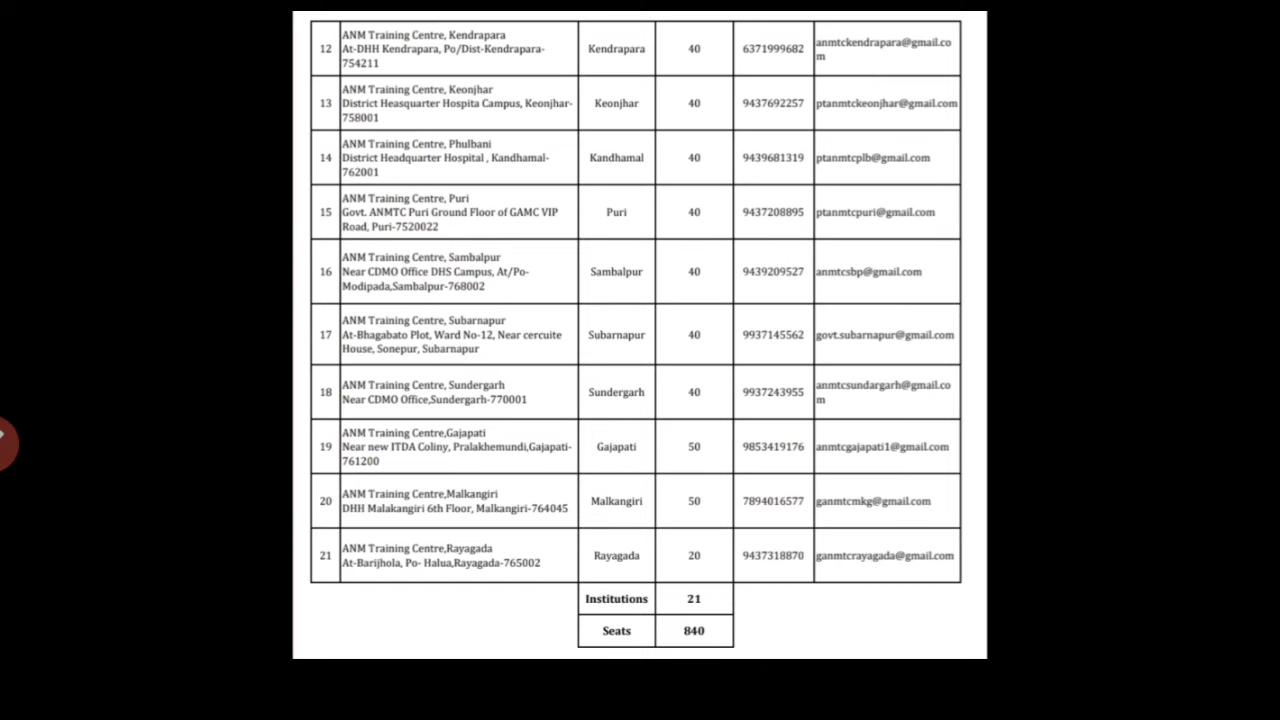 12
ANM Training Centre, Kendrapara
At-DHH Kendrapara, Po/Dist-Kendrapara-
754211
Kendrapara
40
6371999682
anmtckendrapara@gmail.co
m
13
ANM Training Centre, Keonjhar
District Heasquarter Hospita Campus, Keonjhar-
758001
Keonjhar
40
9437692257
ptanmtckeonjhar@gmail.com
14
ANM Training Centre, Phulbani
District Headquarter Hospital , Kandhamal-
762001
Kandhamal
40
9439681319
ptanmtcplb@gmail.com
15
ANM Training Centre, Puri
Govt. ANMTC Puri Ground Floor of GAMC VIP
Road, Puri-7520022
Puri
40
9437208895
ptanmtcpuri@gmail.com
16
ANM Training Centre, Sambalpur
Near CDMO Office DHS Campus, At/Po-
Modipada,Sambalpur-768002
Sambalpur
40
9439209527
anmtcsbp@gmail.com
17
ANM Training Centre, Subarnapur
At-Bhagabato Plot, Ward No-12, Near cercuite
House, Sonepur, Subarnapur
Subarnapur
40
9937145562
govt.subarnapur@gmail.com
18
ANM Training Centre, Sundergarh
Near CDMO Office,Sundergarh-770001
Sundergarh
40
9937243955
anmtcsundargarh@gmail.co
m
19
ANM Training Centre,Gajapati
Near new ITDA Coliny, Pralakhemundi,Gajapati-
761200
Gajapati
50
9853419176
anmtcgajapati1@gmail.com
20
ANM Training Centre,Malkangiri
DHH Malakangiri 6th Floor, Malkangiri-764045
Malkangiri
50
7894016577
ganmtcmkg@gmail.com
21
ANM Training Centre,Rayagada
At-Barijhola, Po- Halua,Rayagada-765002
Rayagada
20
9437318870
ganmtcrayagada@gmail.com
Institutions
21
Seats
840